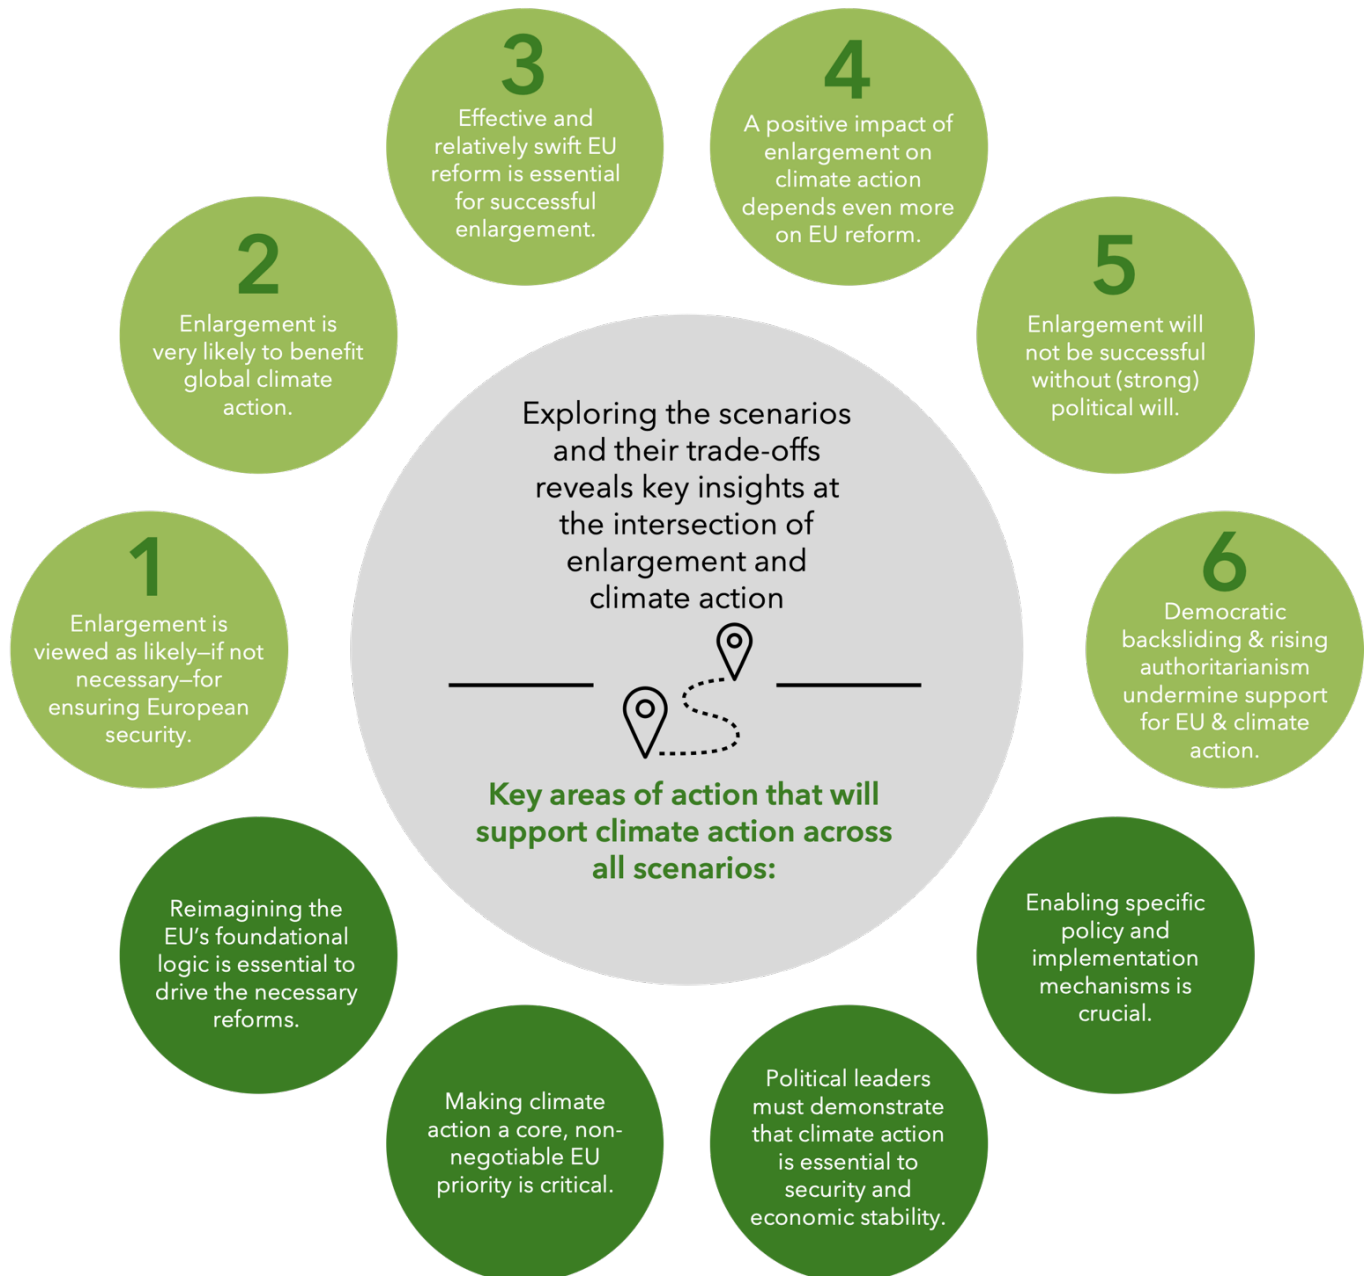 Exploring the scenarios
and their trade-offs
reveals key insights at
the intersection of
enlargement and
climate action
1
Enlargement is
viewed as likely—if not
necessary—for
ensuring European
security.
2
Enlargement is
very likely to benefit
global climate
action.
3
Effective and
relatively swift EU
reform is essential
for successful
enlargement.
4
A positive impact of
enlargement on
climate action
depends even more
on EU reform.
5
Enlargement will
not be successful
without (strong)
political will.
6
Democratic
backsliding & rising
authoritarianism
undermine support
for EU & climate
action.
Key areas of action that will
support climate action across
all scenarios:
Reimagining the
EU’s foundational
logic is essential to
drive the necessary
reforms.
Making climate
action a core, non-
negotiable EU
priority is critical.
Political leaders
must demonstrate
that climate action
is essential to
security and
economic stability.
Enabling specific
policy and
implementation
mechanisms is
crucial.